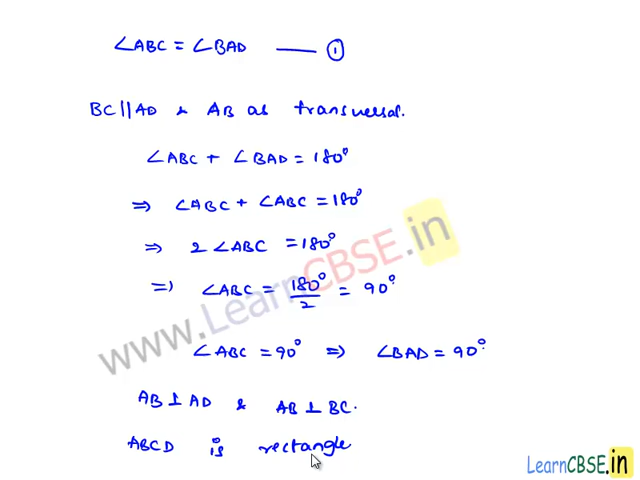 ∠ABC = ∠BAD —— ①
BC || AD & AB as transversal.
∠ABC + ∠BAD = 180°
⇒ ∠ABC + ∠ABC = 180°
⇒ 2 ∠ABC = 180°
⇒ ∠ABC = 180°/2 = 90°
∠ABC = 90° ⇒ ∠BAD = 90°
AB ⊥ AD & AB ⊥ BC.
ABCD is rectangle
www.LearnCBSE.in
LearnCBSE.in